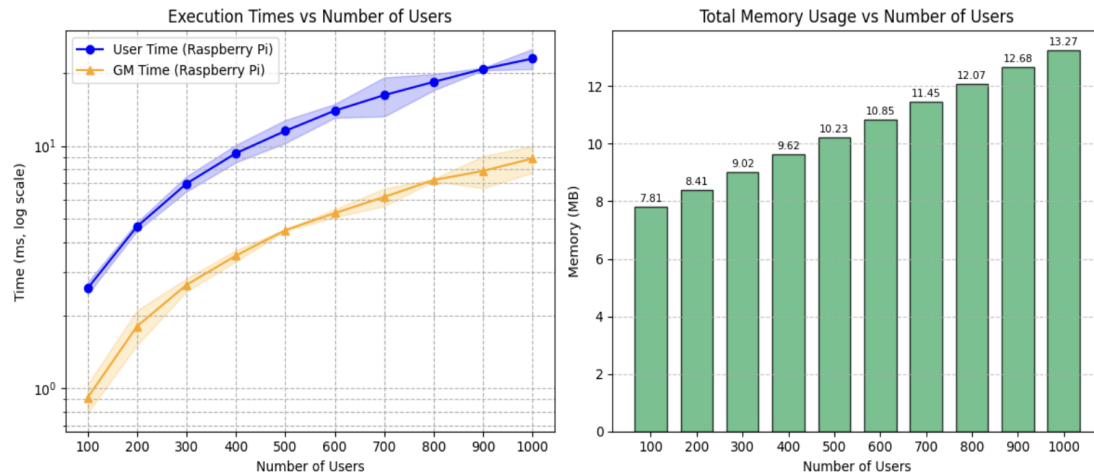 Execution Times vs Number of Users
User Time (Raspberry Pi)
GM Time (Raspberry Pi)
Time (ms, log scale)
10¹
10⁰
100 200 300 400 500 600 700 800 900 1000
Number of Users
Total Memory Usage vs Number of Users
Memory (MB)
12
10
8
6
4
2
0
7.81
8.41
9.02
9.62
10.23
10.85
11.45
12.07
12.68
13.27
100 200 300 400 500 600 700 800 900 1000
Number of Users